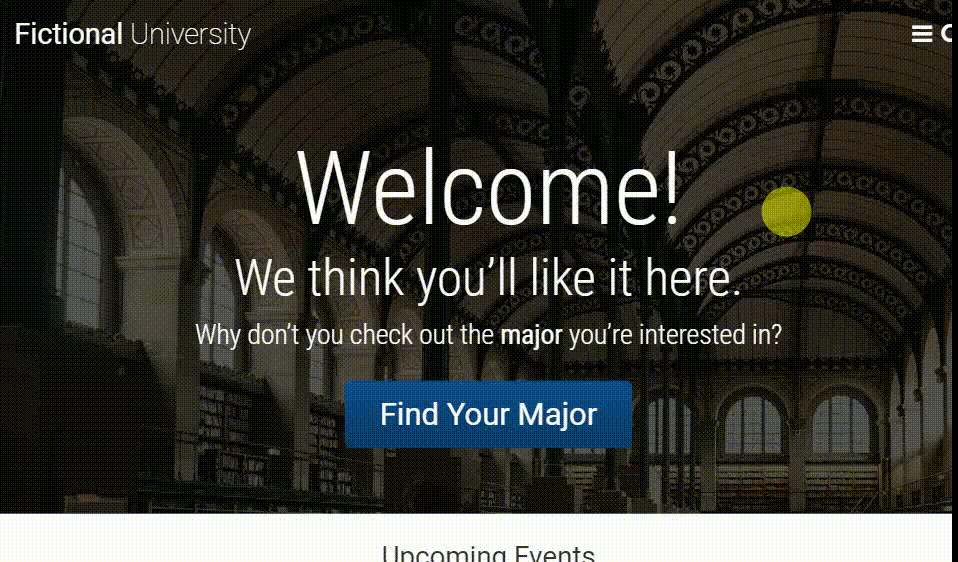 Fictional University
Welcome!
We think you’ll like it here.
Why don’t you check out the major you’re interested in?
Find Your Major
Upcoming Events